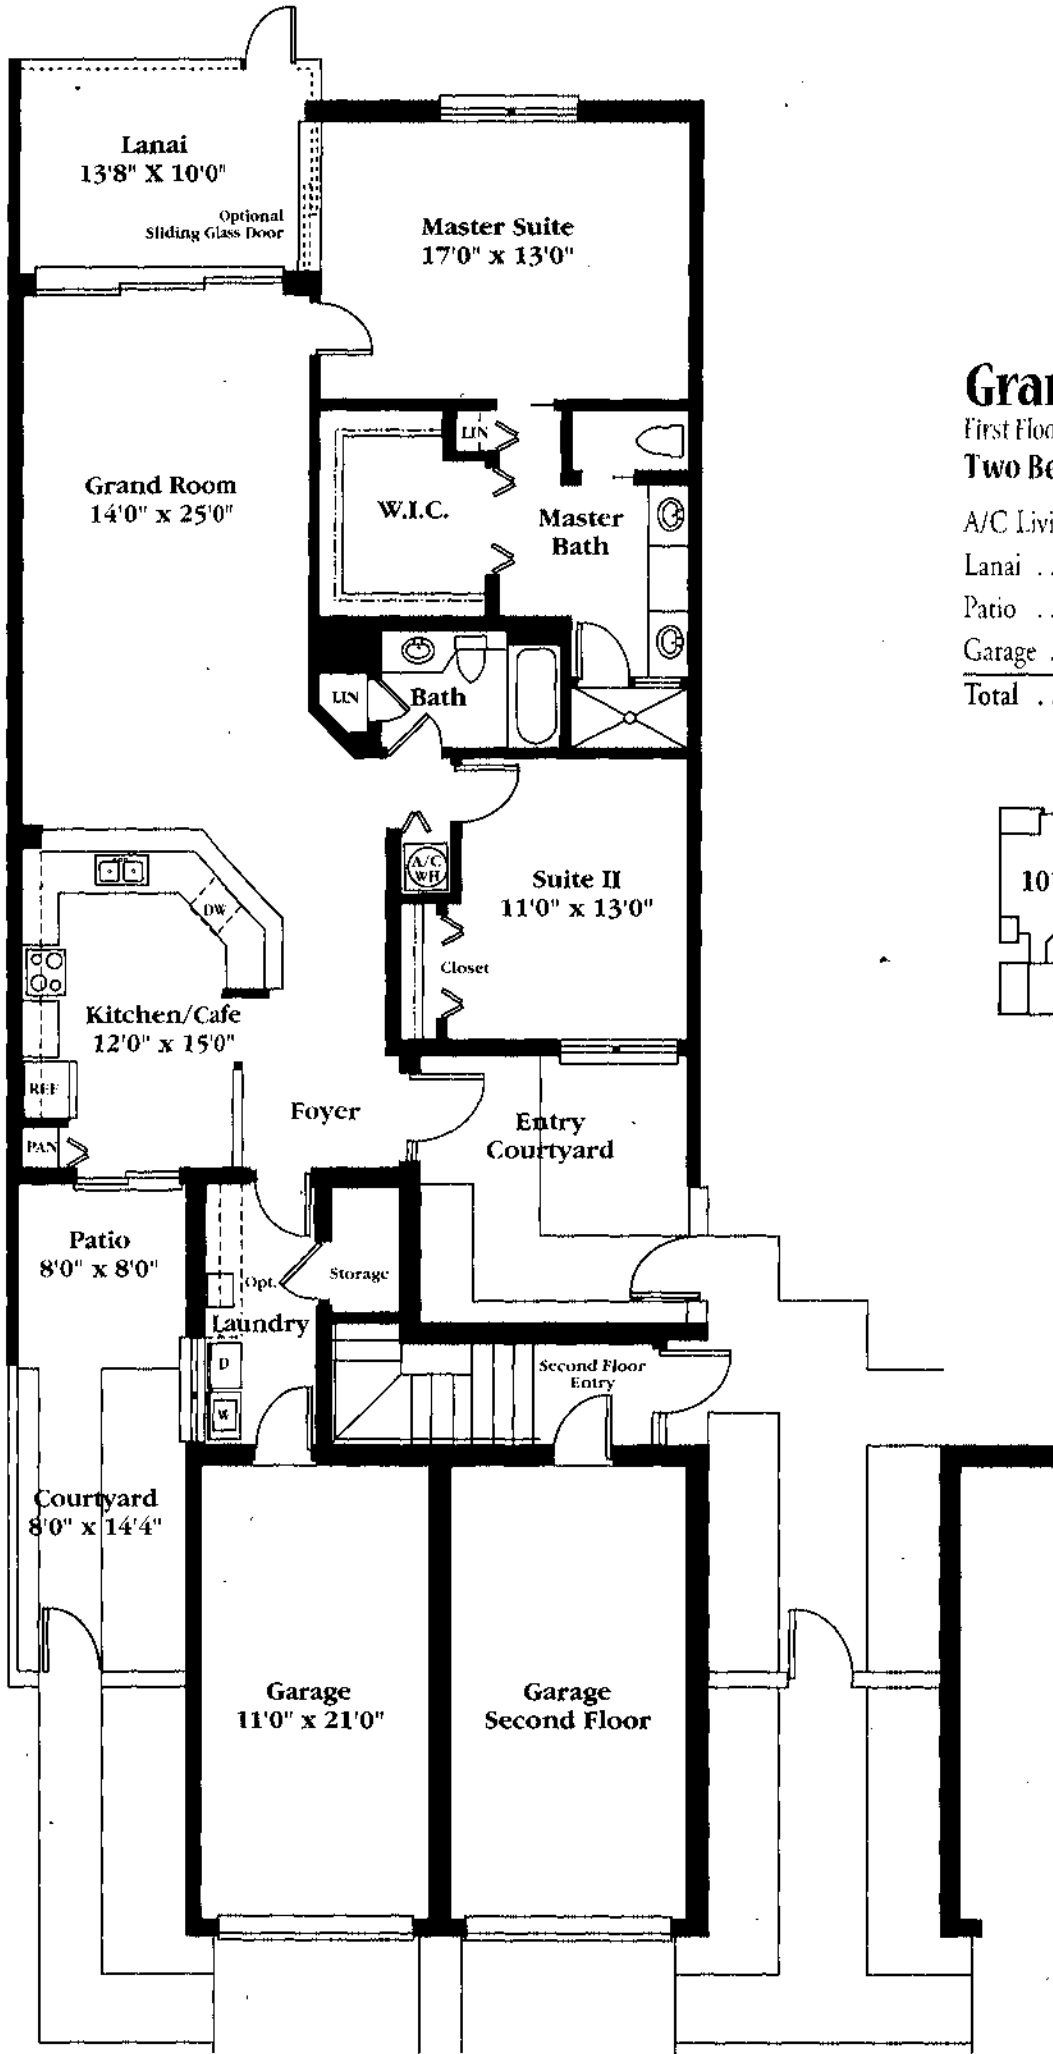 Lanai
13'8" X 10'0"
Optional
Sliding Glass Door
Master Suite
17'0" x 13'0"
Grand Room
14'0" x 25'0"
LIN
W.I.C.
Master
Bath
LIN
Bath
A/C
WH
Suite II
11'0" x 13'0"
Closet
DW
Kitchen/Cafe
12'0" x 15'0"
REF
PAN
Foyer
Entry
Courtyard
Patio
8'0" x 8'0"
Opt.
Storage
Laundry
D
W
Second Floor
Entry
Courtyard
8'0" x 14'4"
Garage
11'0" x 21'0"
Garage
Second Floor
Gran
First Floo
Two Be
A/C Livi
Lanai . .
Patio . .
Garage .
Total . .
10